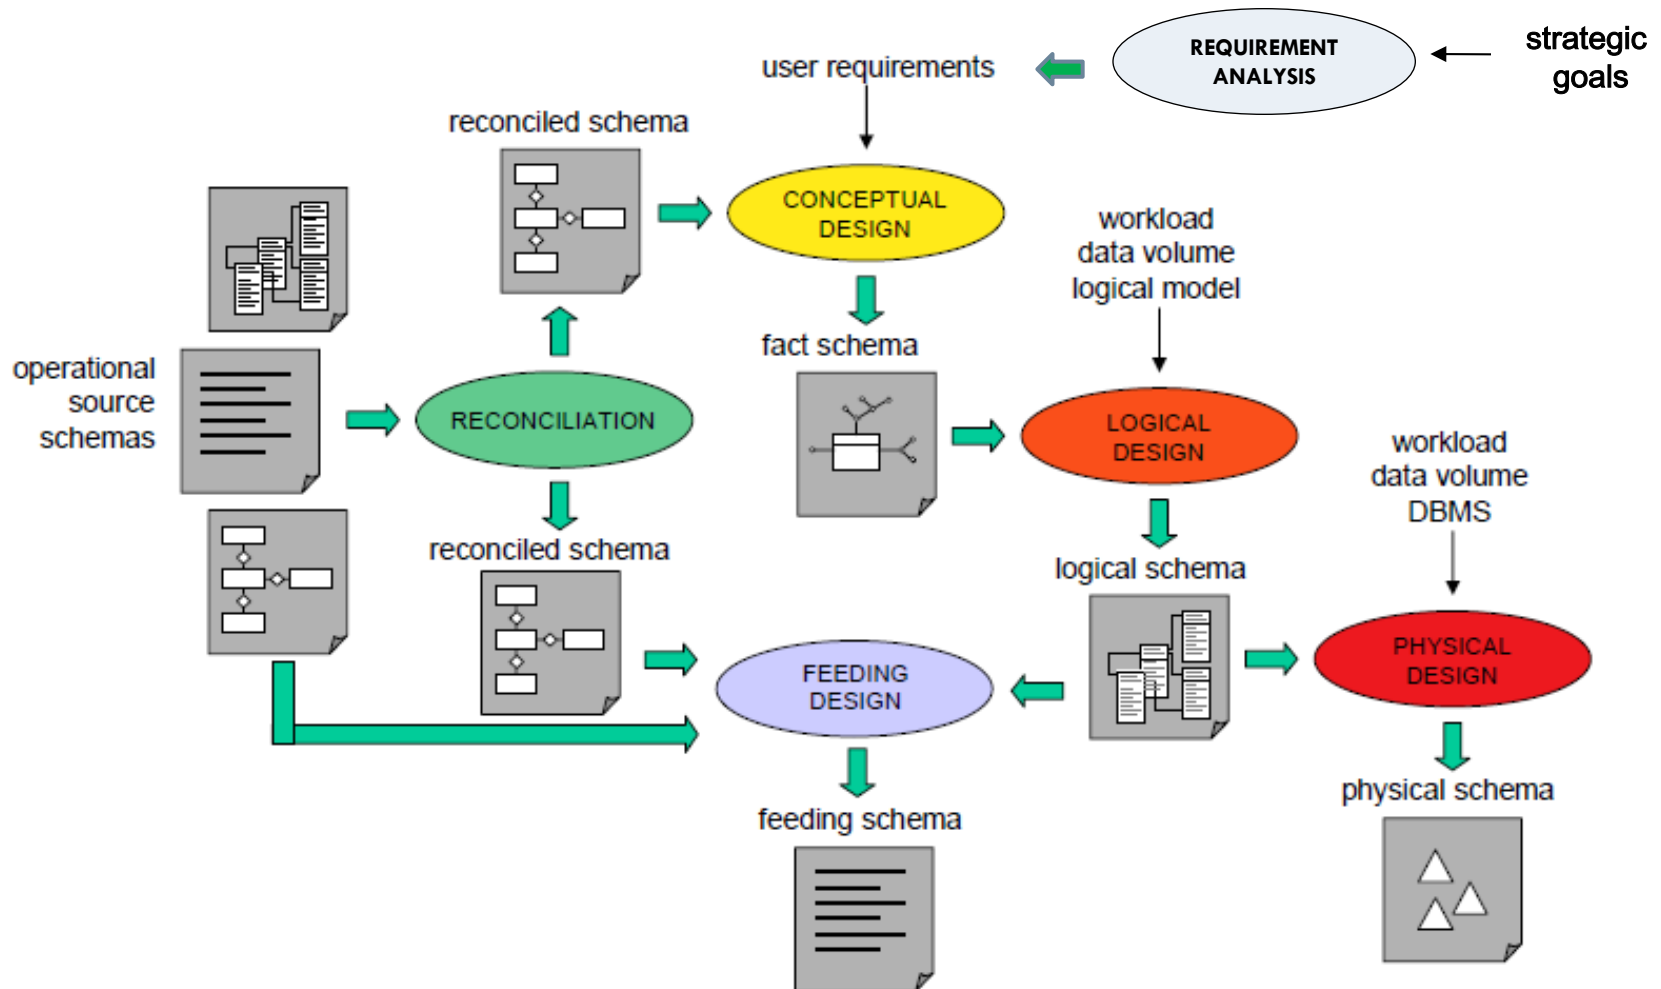 REQUIREMENT
ANALYSIS
strategic
goals
user requirements
reconciled schema
CONCEPTUAL
DESIGN
workload
data volume
logical model
fact schema
operational
source
schemas
RECONCILIATION
LOGICAL
DESIGN
workload
data volume
DBMS
reconciled schema
logical schema
FEEDING
DESIGN
PHYSICAL
DESIGN
physical schema
feeding schema